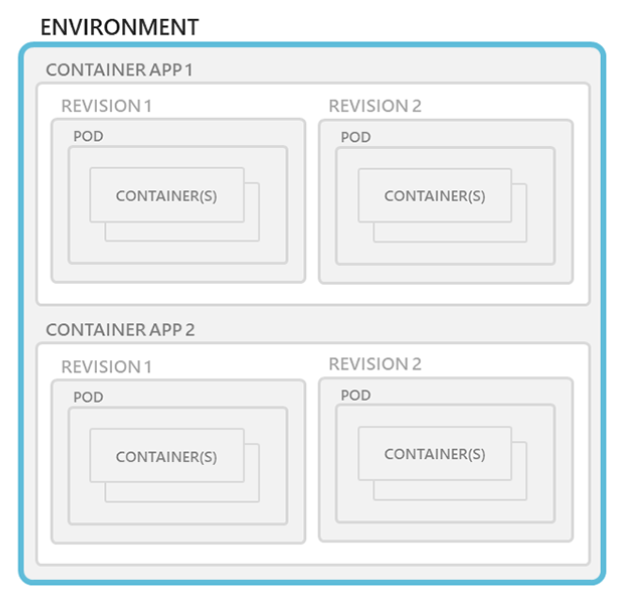 ENVIRONMENT
CONTAINER APP 1
REVISION 1
REVISION 2
POD
POD
CONTAINER(S)
CONTAINER(S)
CONTAINER APP 2
REVISION 1
REVISION 2
POD
POD
CONTAINER(S)
CONTAINER(S)